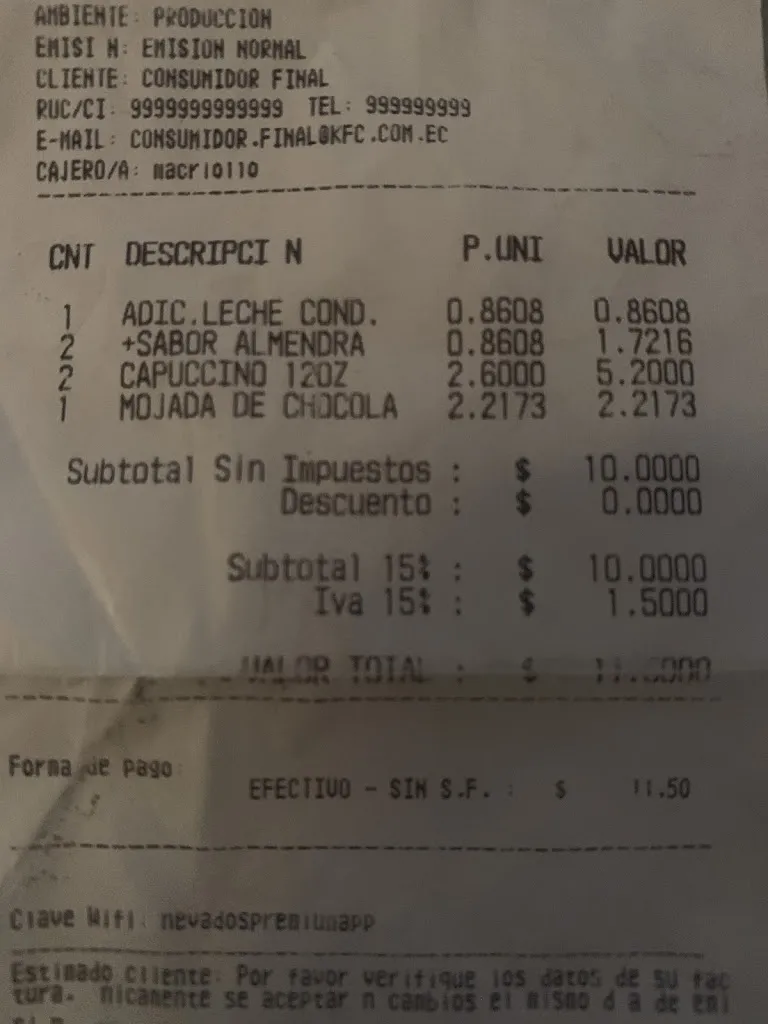 AMBIENTE: PRODUCCION
EMISI N: EMISION NORMAL
CLIENTE: CONSUMIDOR FINAL
RUC/CI: 9999999999999 TEL: 999999999
E-MAIL: CONSUMIDOR.FINAL@KFC.COM.EC
CAJERO/A: macrio110
CNT DESCRIPCI N P.UNI VALOR
1 ADIC.LECHE COND. 0.8608 0.8608
2 +SABOR ALMENDRA 0.8608 1.7216
2 CAPUCCINO 12OZ 2.6000 5.2000
1 MOJADA DE CHOCOLA 2.2173 2.2173
Subtotal Sin Impuestos : $ 10.0000
Descuento : $ 0.0000
Subtotal 15% : $ 10.0000
Iva 15% : $ 1.5000
VALOR TOTAL : $ 11.5000
Forma de pago:
EFECTIVO - SIN S.F. : $ 11.50
Clave Wifi: nevadospremiumapp
Estimado cliente: Por favor verifique los datos de su fac
tura. nicamente se aceptar n cambios el mismo d a de emi